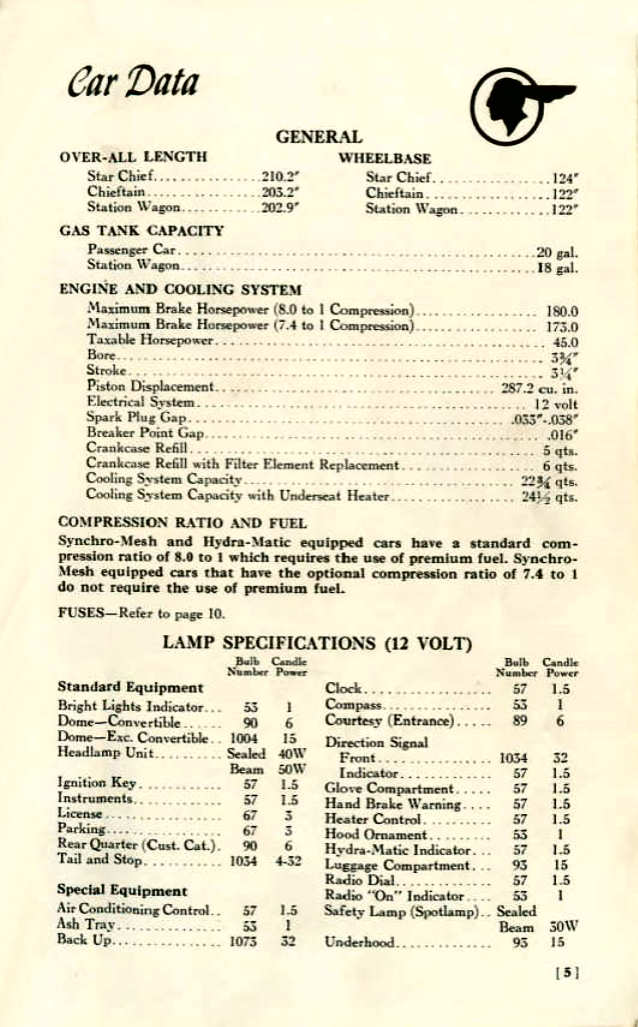 Car Data
GENERAL
OVER-ALL LENGTH
Star Chief................210.2"
Chieftain.................203.2"
Station Wagon............202.9"
WHEELBASE
Star Chief..................124"
Chieftain...................122"
Station Wagon..............122"
GAS TANK CAPACITY
Passenger Car..................................................20 gal.
Station Wagon.................................................18 gal.
ENGINE AND COOLING SYSTEM
Maximum Brake Horsepower (8.0 to 1 Compression).................. 180.0
Maximum Brake Horsepower (7.4 to 1 Compression).................. 173.0
Taxable Horsepower.............................................. 45.0
Bore............................................................ 3¾"
Stroke.......................................................... 3¼"
Piston Displacement....................................... 287.2 cu. in.
Electrical System............................................... 12 volt
Spark Plug Gap............................................ .033"-.038"
Breaker Point Gap.............................................. .016"
Crankcase Refill................................................ 5 qts.
Crankcase Refill with Filter Element Replacement................. 6 qts.
Cooling System Capacity...................................... 22¾ qts.
Cooling System Capacity with Underseat Heater................. 24½ qts.
COMPRESSION RATIO AND FUEL
Synchro-Mesh and Hydra-Matic equipped cars have a standard com-
pression ratio of 8.0 to 1 which requires the use of premium fuel. Synchro-
Mesh equipped cars that have the optional compression ratio of 7.4 to 1
do not require the use of premium fuel.
FUSES—Refer to page 10.
LAMP SPECIFICATIONS (12 VOLT)
Bulb Candle
Number Power
Standard Equipment
Bright Lights Indicator... 53 1
Dome—Convertible...... 90 6
Dome—Exc. Convertible.. 1004 15
Headlamp Unit.......... Sealed 40W
Beam 50W
Ignition Key............ 57 1.5
Instruments............. 57 1.5
License................. 67 3
Parking................. 67 3
Rear Quarter (Cust. Cat.). 90 6
Tail and Stop........... 1034 4-32
Special Equipment
Air Conditioning Control.. 57 1.5
Ash Tray............... 53 1
Back Up................ 1073 32
Bulb Candle
Number Power
Clock.................. 57 1.5
Compass................ 53 1
Courtesy (Entrance)..... 89 6
Direction Signal
Front................ 1034 32
Indicator............. 57 1.5
Glove Compartment..... 57 1.5
Hand Brake Warning.... 57 1.5
Heater Control.......... 57 1.5
Hood Ornament......... 53 1
Hydra-Matic Indicator... 57 1.5
Luggage Compartment... 93 15
Radio Dial.............. 57 1.5
Radio "On" Indicator.... 53 1
Safety Lamp (Spotlamp).. Sealed
Beam 30W
Underhood.............. 93 15
[5]